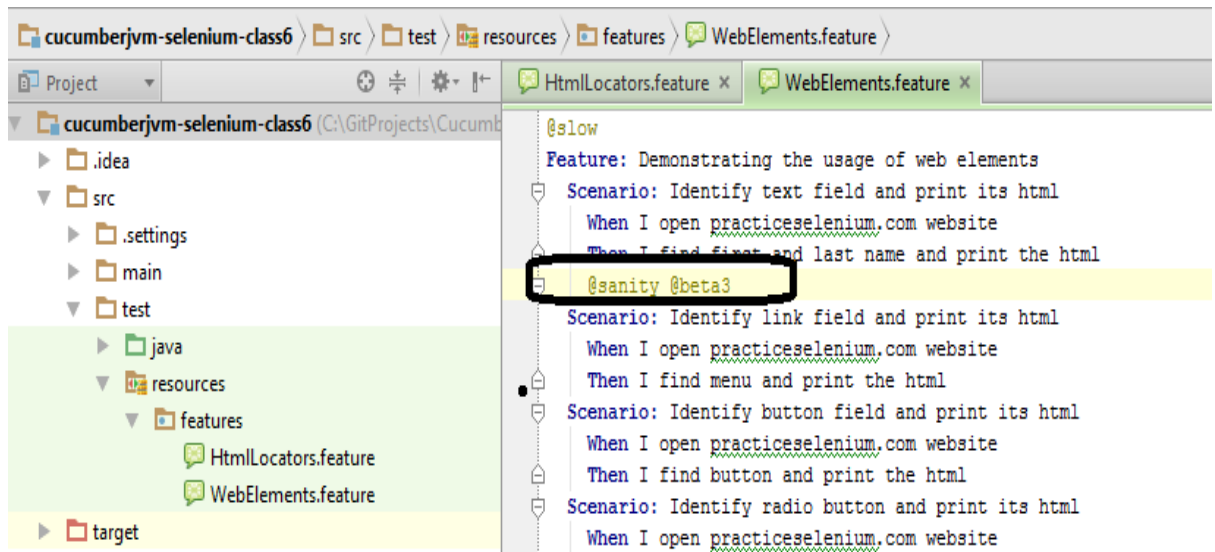 cucumberjvm-selenium-class6 src test resources features WebElements.feature
Project
HtmlLocators.feature WebElements.feature
cucumberjvm-selenium-class6 (C:\GitProjects\Cucumb
.idea
src
.settings
main
test
java
resources
features
HtmlLocators.feature
WebElements.feature
target
@slow
Feature: Demonstrating the usage of web elements
Scenario: Identify text field and print its html
When I open practiceselenium.com website
Then I find first and last name and print the html
@sanity @beta3
Scenario: Identify link field and print its html
When I open practiceselenium.com website
Then I find menu and print the html
Scenario: Identify button field and print its html
When I open practiceselenium.com website
Then I find button and print the html
Scenario: Identify radio button and print its html
When I open practiceselenium.com website